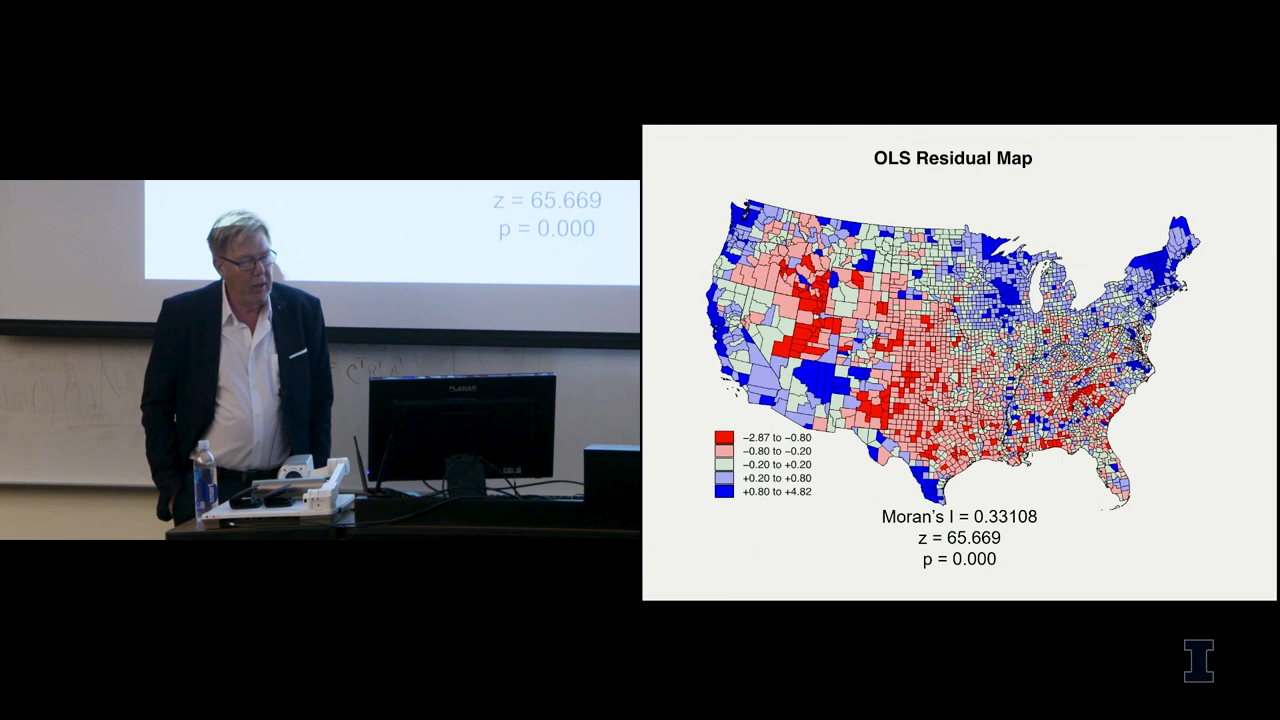 z = 65.669
p = 0.000
PLANAR
OLS Residual Map
−2.87 to −0.80
−0.80 to −0.20
−0.20 to +0.20
+0.20 to +0.80
+0.80 to +4.82
Moran's I = 0.33108
z = 65.669
p = 0.000
I